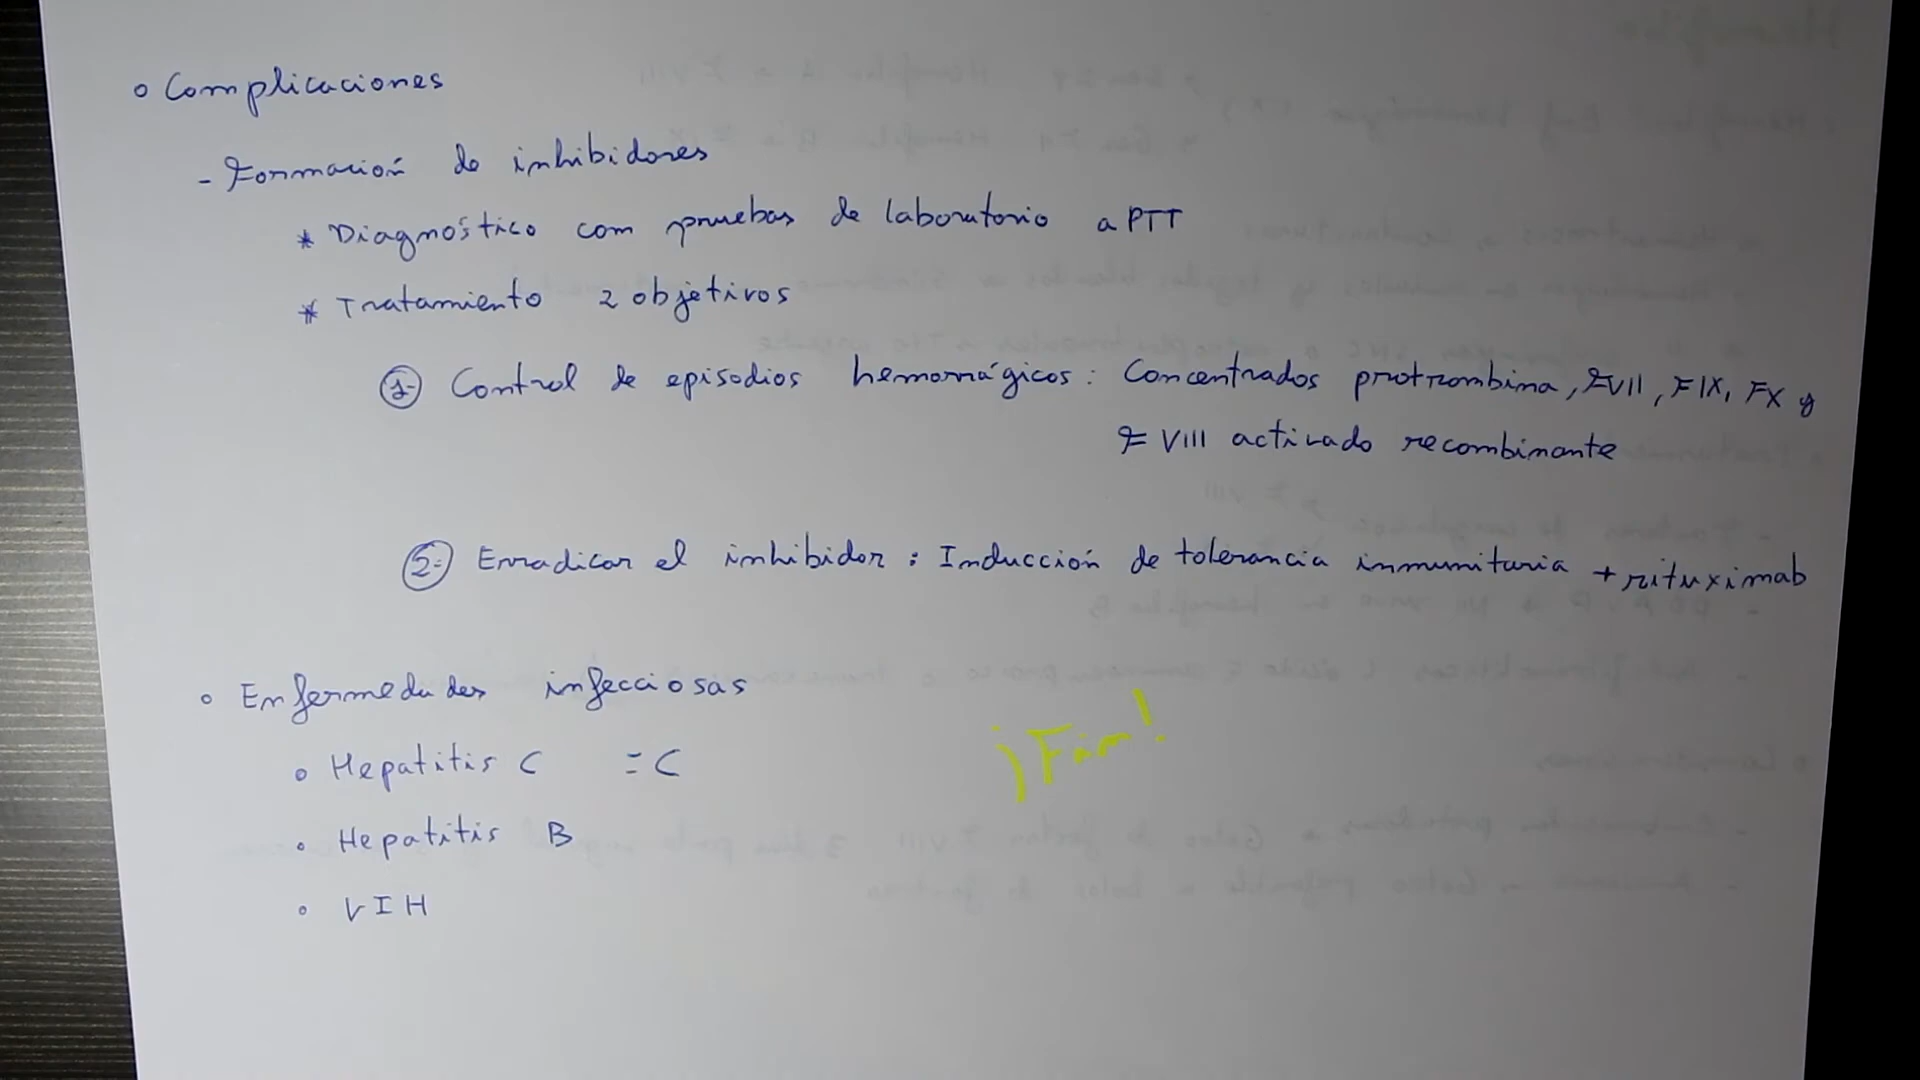 o Complicaciones
- Formación de inhibidores
* Diagnóstico con pruebas de laboratorio aPTT
* Tratamiento 2 objetivos
1- Control de episodios hemorrágicos: Concentrados protrombina, FVII, FIX, FX y
F VIII activado recombinante
2- Erradicar el inhibidor: Inducción de tolerancia inmunitaria + rituximab
o Enfermedades infecciosas
o Hepatitis C = C
o Hepatitis B
o VIH
¡Fin!